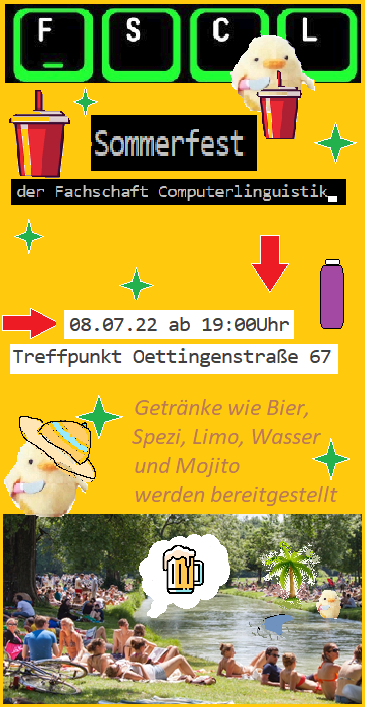 F S C L
Sommerfest
der Fachschaft Computerlinguistik_
08.07.22 ab 19:00Uhr
Treffpunkt Oettingenstraße 67
Getränke wie Bier,
Spezi, Limo, Wasser
und Mojito
werden bereitgestellt